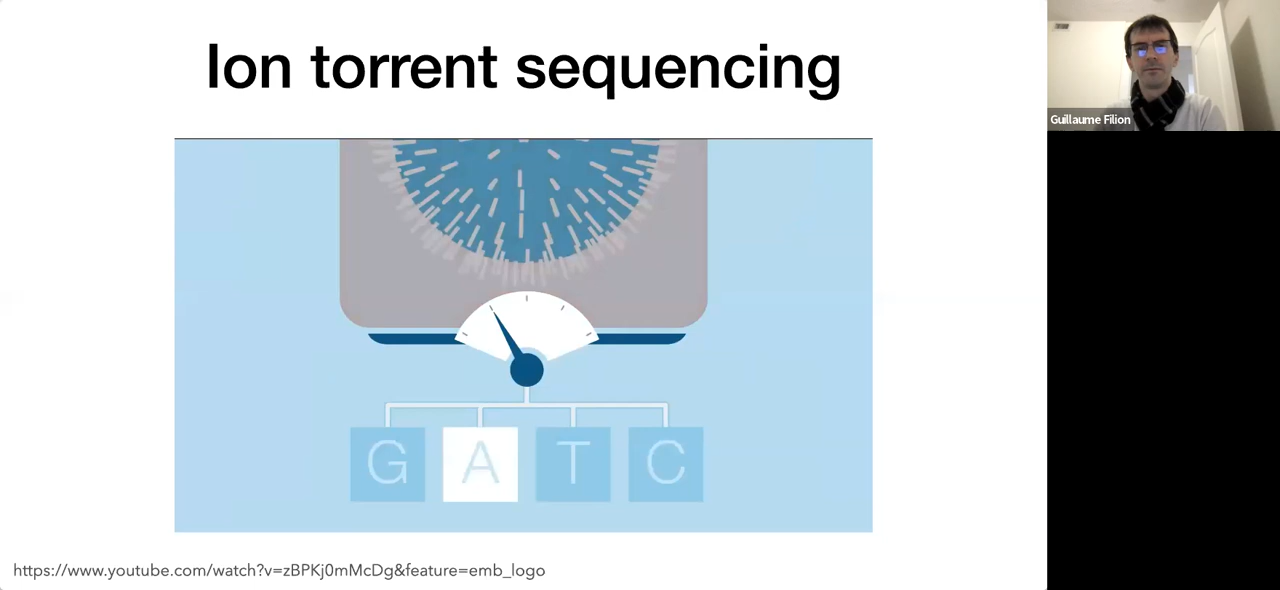 Ion torrent sequencing
Guillaume Filion
G A T C
https://www.youtube.com/watch?v=zBPKj0mMcDg&feature=emb_logo